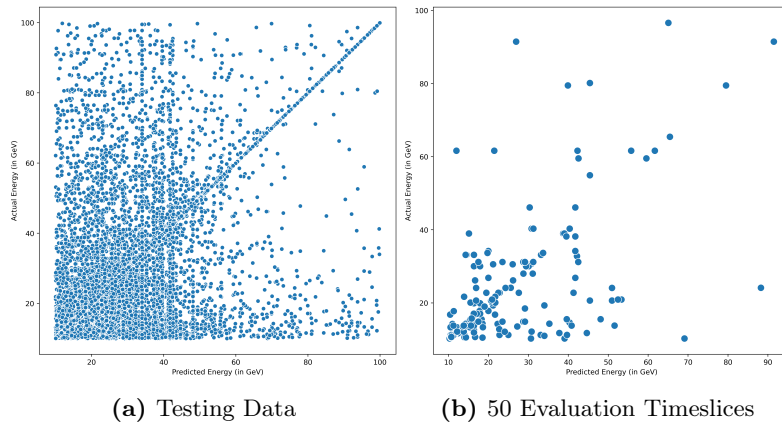 100
80
60
40
20
Actual Energy (in GeV)
20 40 60 80 100
Predicted Energy (in GeV)
(a) Testing Data
100
80
60
40
20
Actual Energy (in GeV)
10 20 30 40 50 60 70 80 90
Predicted Energy (in GeV)
(b) 50 Evaluation Timeslices